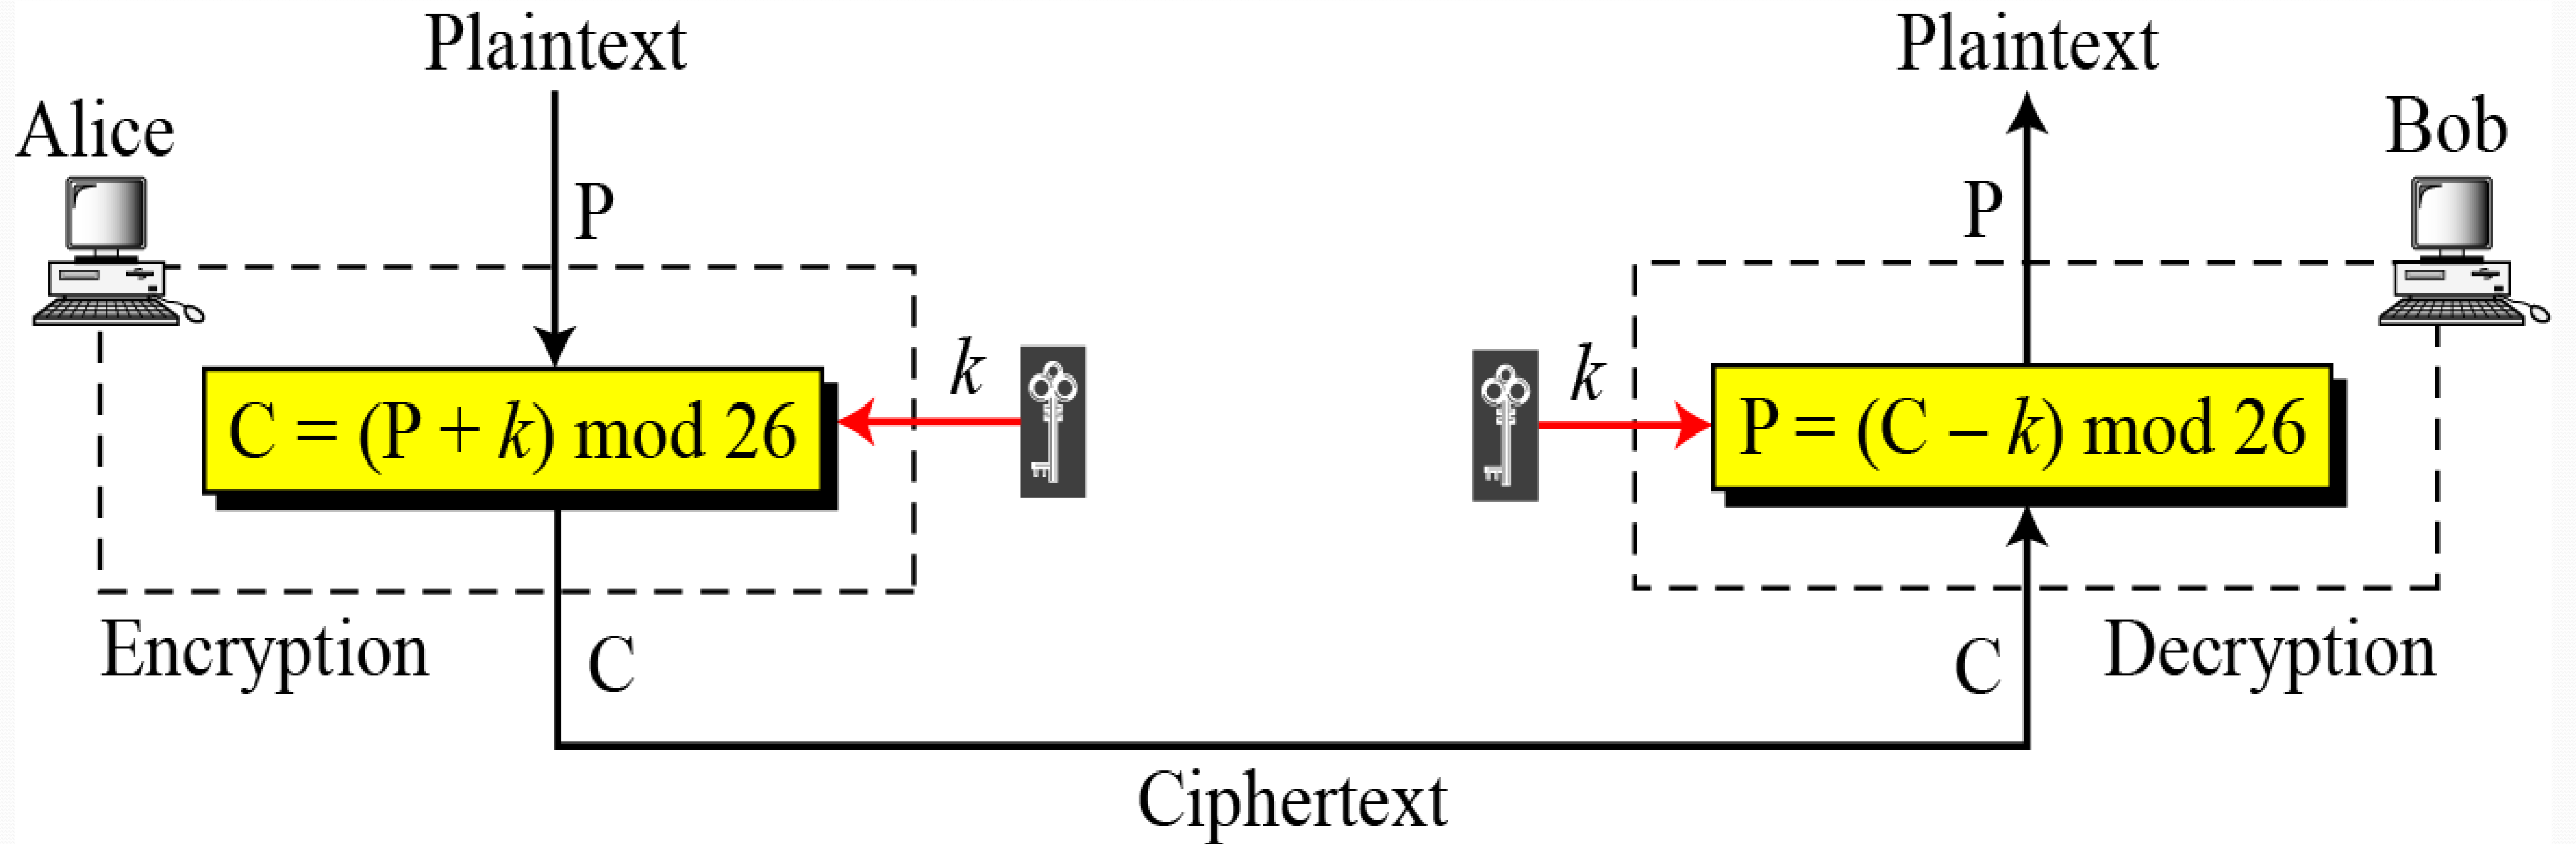 Plaintext
Plaintext
Alice
Bob
P
P
k
k
C = (P + k) mod 26
P = (C – k) mod 26
Encryption
C
C
Decryption
Ciphertext